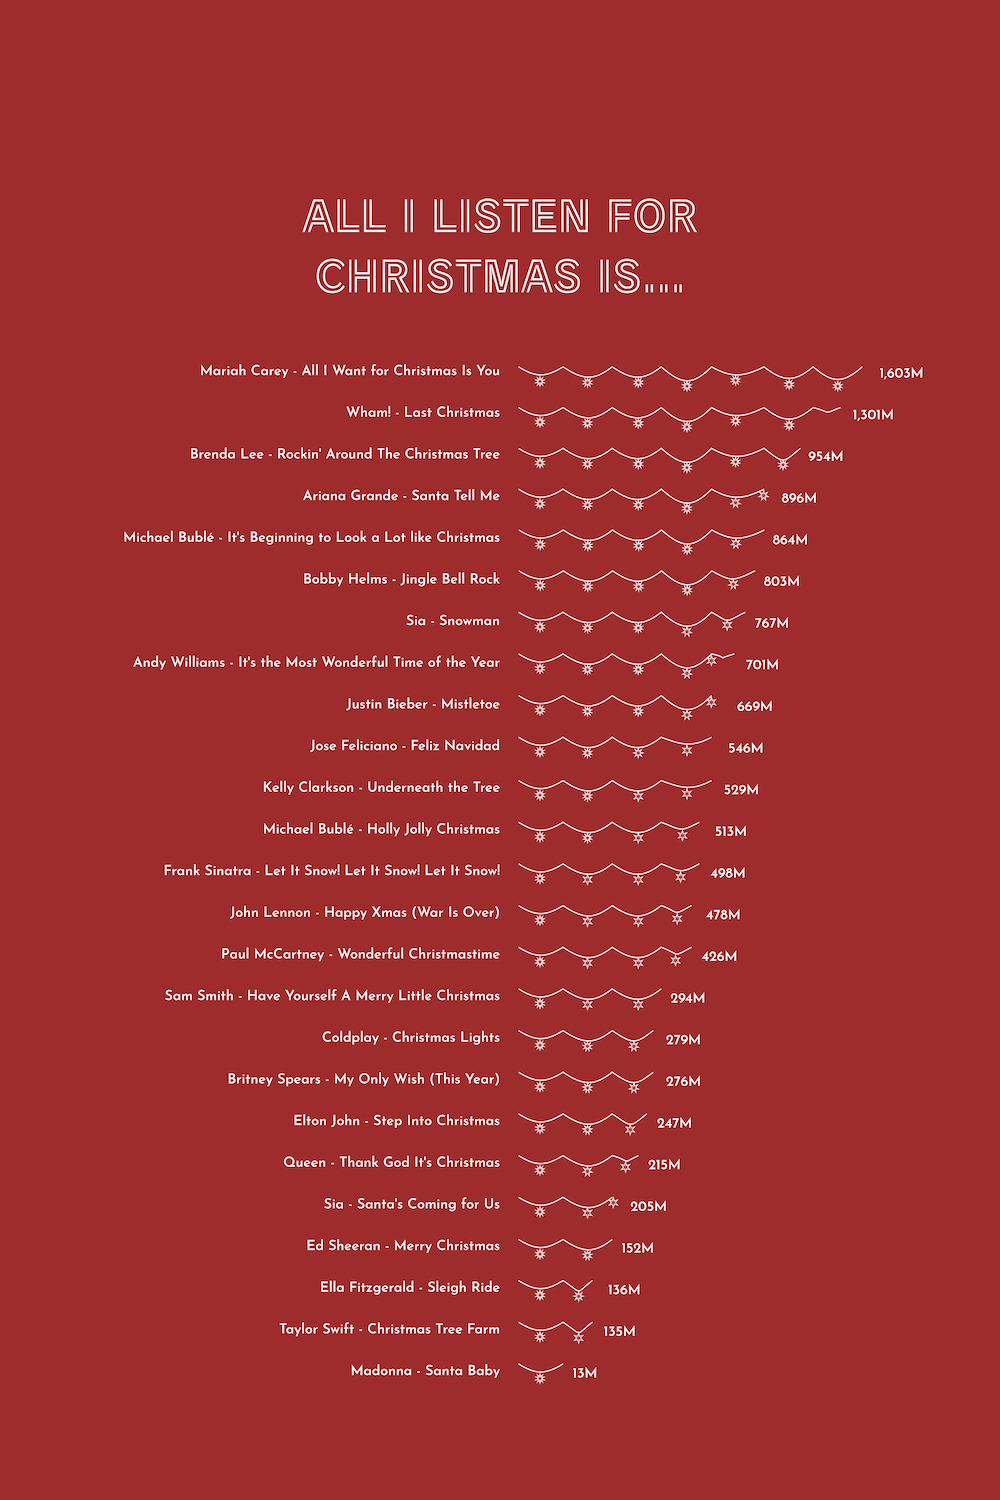 ALL I LISTEN FOR
CHRISTMAS IS...
Mariah Carey - All I Want for Christmas Is You 1,603M
Wham! - Last Christmas 1,301M
Brenda Lee - Rockin' Around The Christmas Tree 954M
Ariana Grande - Santa Tell Me 896M
Michael Bublé - It's Beginning to Look a Lot like Christmas 864M
Bobby Helms - Jingle Bell Rock 803M
Sia - Snowman 767M
Andy Williams - It's the Most Wonderful Time of the Year 701M
Justin Bieber - Mistletoe 669M
Jose Feliciano - Feliz Navidad 546M
Kelly Clarkson - Underneath the Tree 529M
Michael Bublé - Holly Jolly Christmas 513M
Frank Sinatra - Let It Snow! Let It Snow! Let It Snow! 498M
John Lennon - Happy Xmas (War Is Over) 478M
Paul McCartney - Wonderful Christmastime 426M
Sam Smith - Have Yourself A Merry Little Christmas 294M
Coldplay - Christmas Lights 279M
Britney Spears - My Only Wish (This Year) 276M
Elton John - Step Into Christmas 247M
Queen - Thank God It's Christmas 215M
Sia - Santa's Coming for Us 205M
Ed Sheeran - Merry Christmas 152M
Ella Fitzgerald - Sleigh Ride 136M
Taylor Swift - Christmas Tree Farm 135M
Madonna - Santa Baby 13M